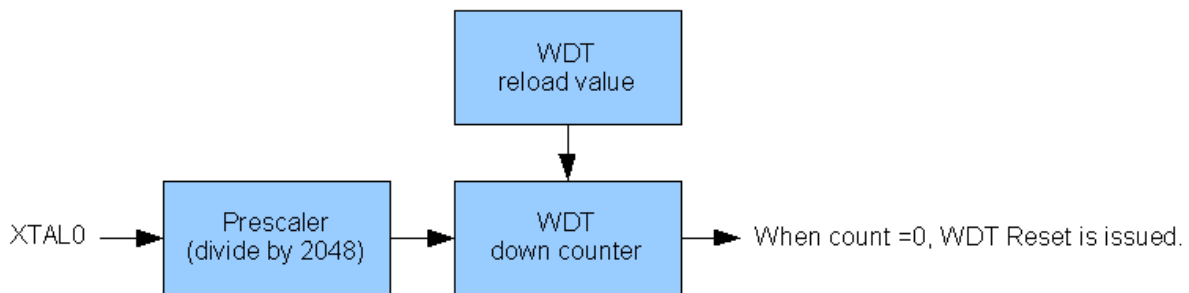 WDT
reload value
XTAL0
Prescaler
(divide by 2048)
WDT
down counter
When count =0, WDT Reset is issued.